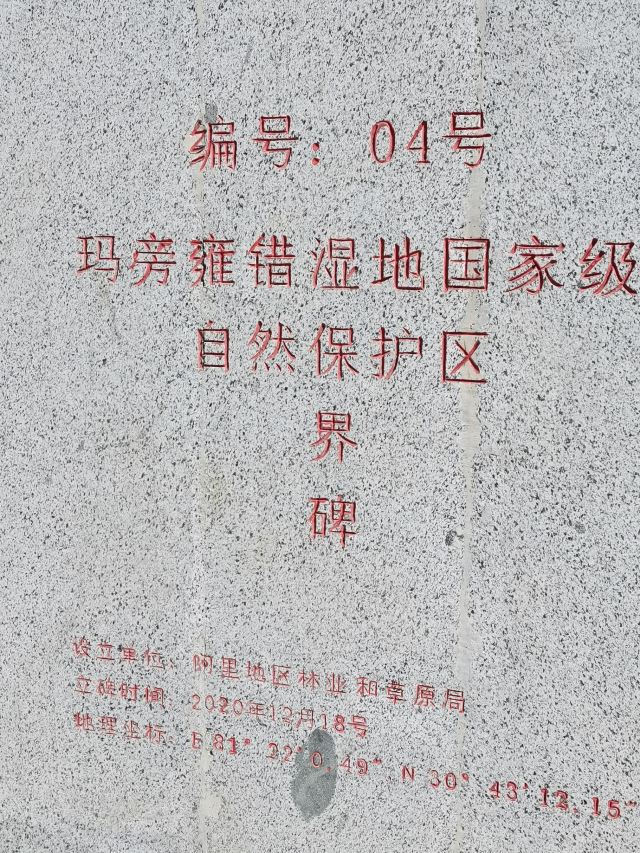 编号：04号
玛旁雍错湿地国家级
自然保护区
界
碑
设立单位：阿里地区林业和草原局
立碑时间：2020年12月18号
地理坐标：E 81° 22'0.49" N 30° 43'12.15"